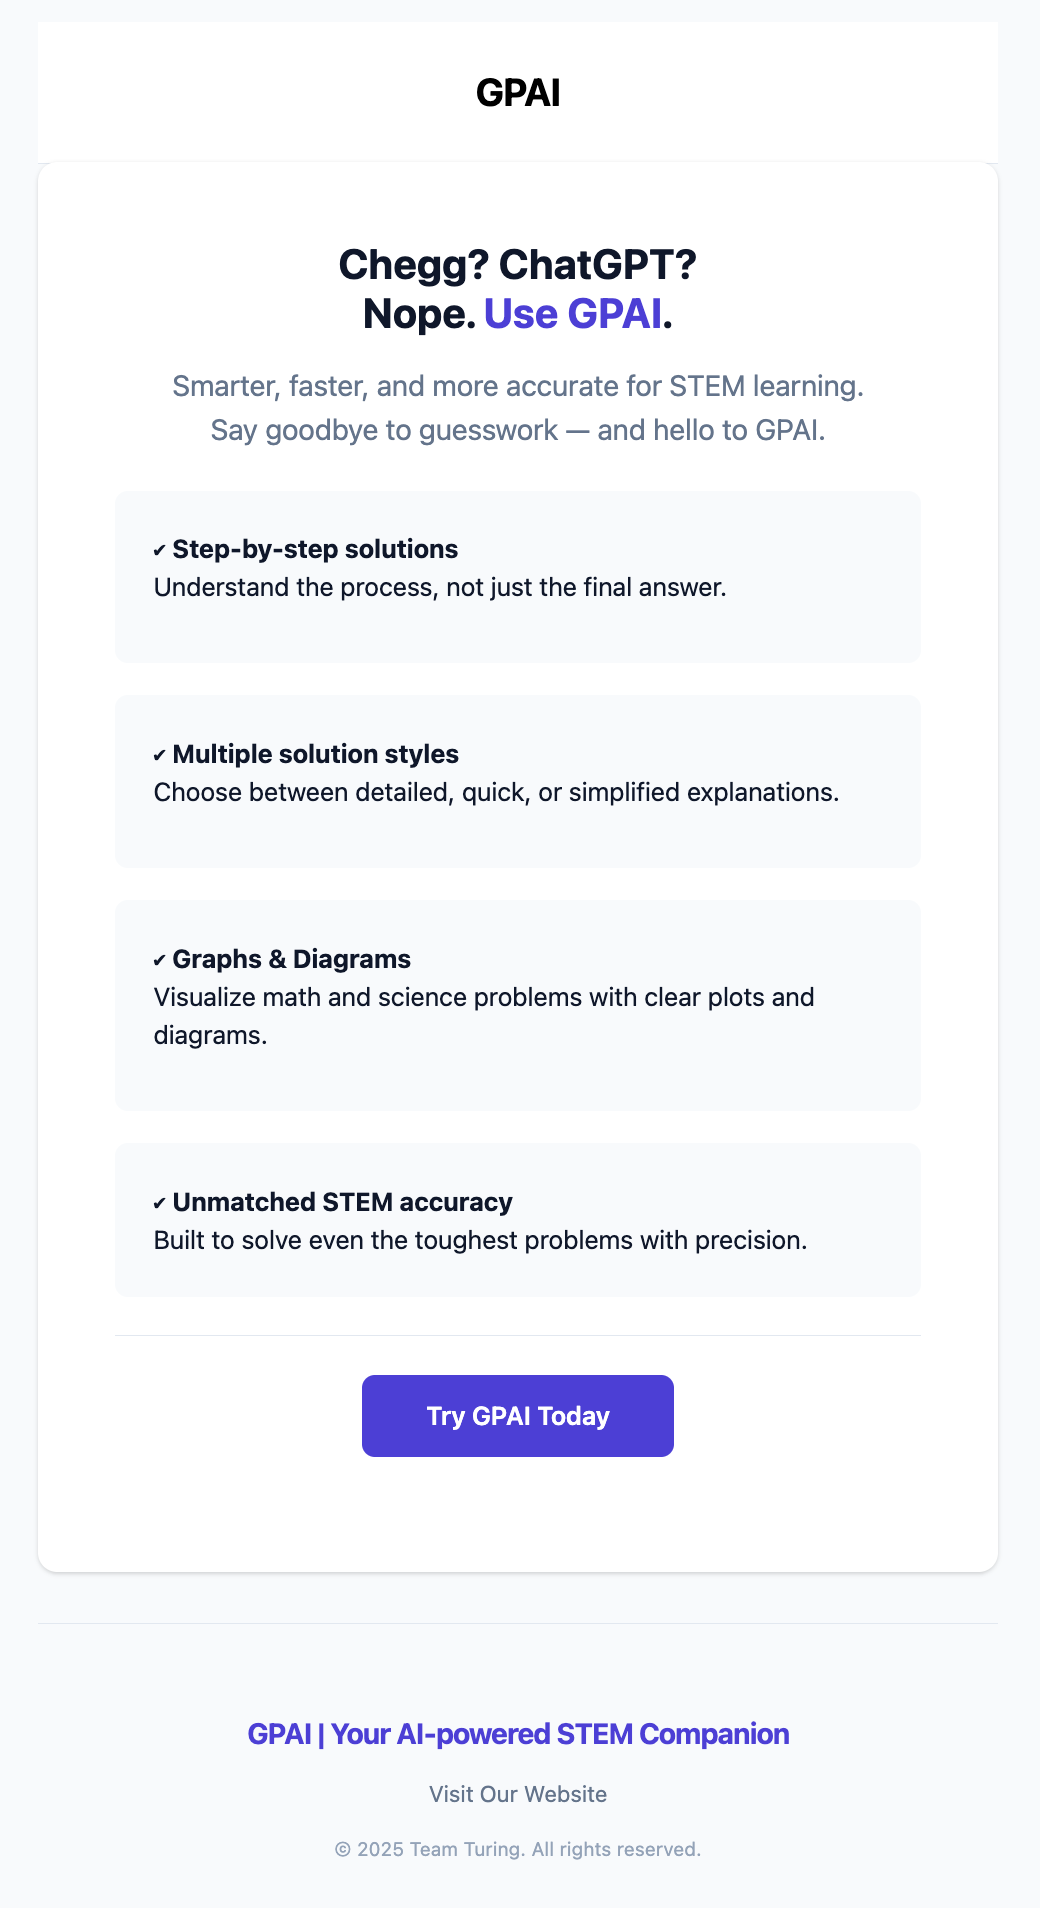 GPAI
Chegg? ChatGPT?
Nope. Use GPAI.
Smarter, faster, and more accurate for STEM learning.
Say goodbye to guesswork — and hello to GPAI.
✔ Step-by-step solutions
Understand the process, not just the final answer.
✔ Multiple solution styles
Choose between detailed, quick, or simplified explanations.
✔ Graphs & Diagrams
Visualize math and science problems with clear plots and
diagrams.
✔ Unmatched STEM accuracy
Built to solve even the toughest problems with precision.
Try GPAI Today
GPAI | Your AI-powered STEM Companion
Visit Our Website
© 2025 Team Turing. All rights reserved.